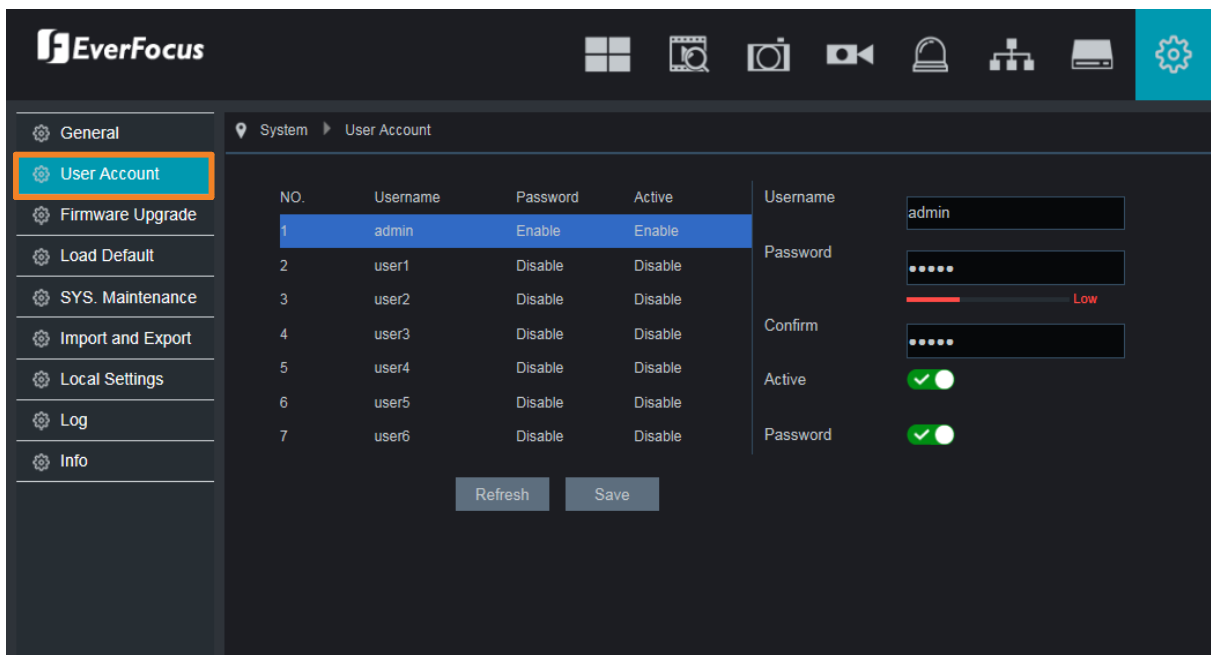 EverFocus
General
User Account
Firmware Upgrade
Load Default
SYS. Maintenance
Import and Export
Local Settings
Log
Info
System User Account
NO. Username Password Active
1 admin Enable Enable
2 user1 Disable Disable
3 user2 Disable Disable
4 user3 Disable Disable
5 user4 Disable Disable
6 user5 Disable Disable
7 user6 Disable Disable
Refresh Save
Username admin
Password •••••
Low
Confirm •••••
Active
Password